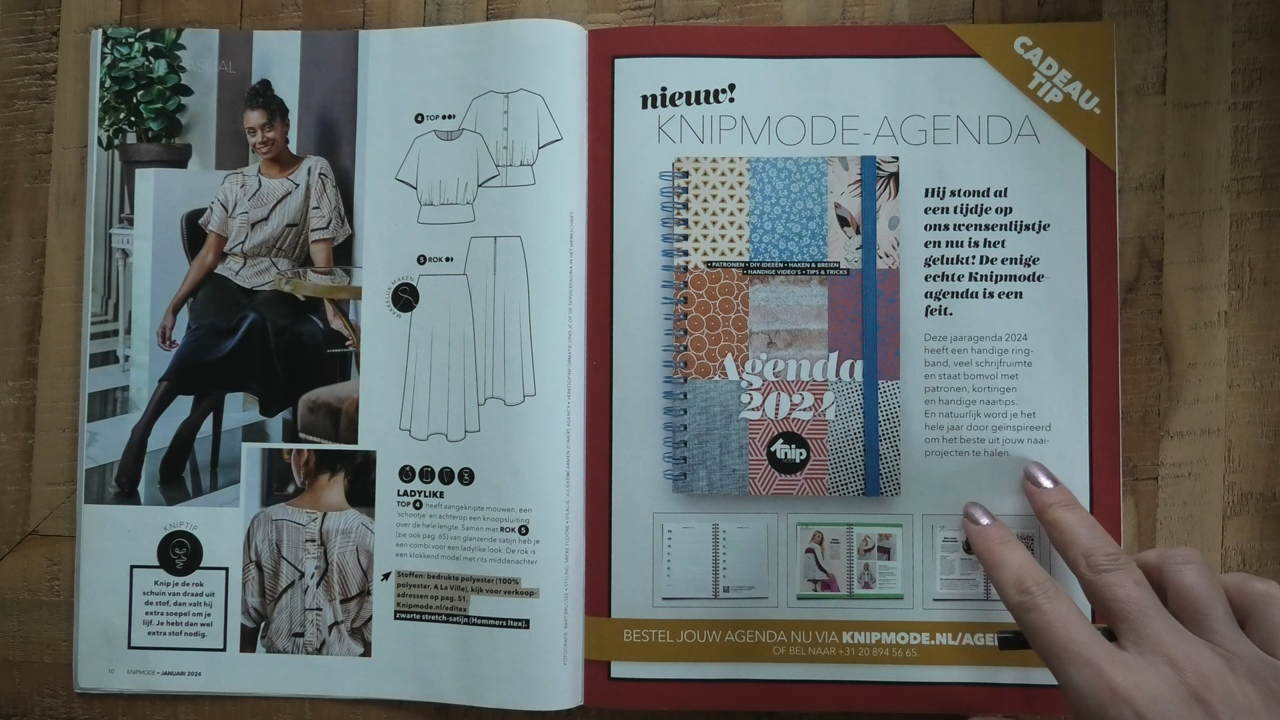 CASUAL
4 TOP
5 ROK
MAKKELIJK MAKEN
LADYLIKE
TOP 4 heeft aangeknipte mouwen, een
'schootje' en achterop een knoopsluiting
over de hele lengte. Samen met ROK 5
(zie ook pag. 65) van glanzende satijn heb je
een combi voor een ladylike look. De rok is
een klokkend model met rits middenachter
Stoffen: bedrukte polyester (100%
polyester, A La Ville), kijk voor verkoop-
adressen op pag. 51.
Knipmode.nl/editex
zwarte stretch-satijn (Hemmers Itex).
KNIPTIP
Knip je de rok
schuin van draad uit
de stof, dan valt hij
extra soepel om je
lijf. Je hebt dan wel
extra stof nodig.
10 KNIPMODE • JANUARI 2024
CADEAU-
TIP
nieuw!
KNIPMODE-AGENDA
• PATRONEN • DIY-IDEEËN • HAKEN & BREIEN
• HANDIGE VIDEO'S • TIPS & TRICKS
Agenda
2024
knip
Hij stond al
een tijdje op
ons wensenlijstje
en nu is het
gelukt! De enige
echte Knipmode-
agenda is een
feit.
Deze jaaragenda 2024
heeft een handige ring-
band, veel schrijfruimte
en staat bomvol met
patronen, kortingen
en handige naaitips.
En natuurlijk word je het
hele jaar door geïnspireerd
om het beste uit jouw naai-
projecten te halen.
BESTEL JOUW AGENDA NU VIA KNIPMODE.NL/AGE
OF BEL NAAR +31 20 894 56 65.